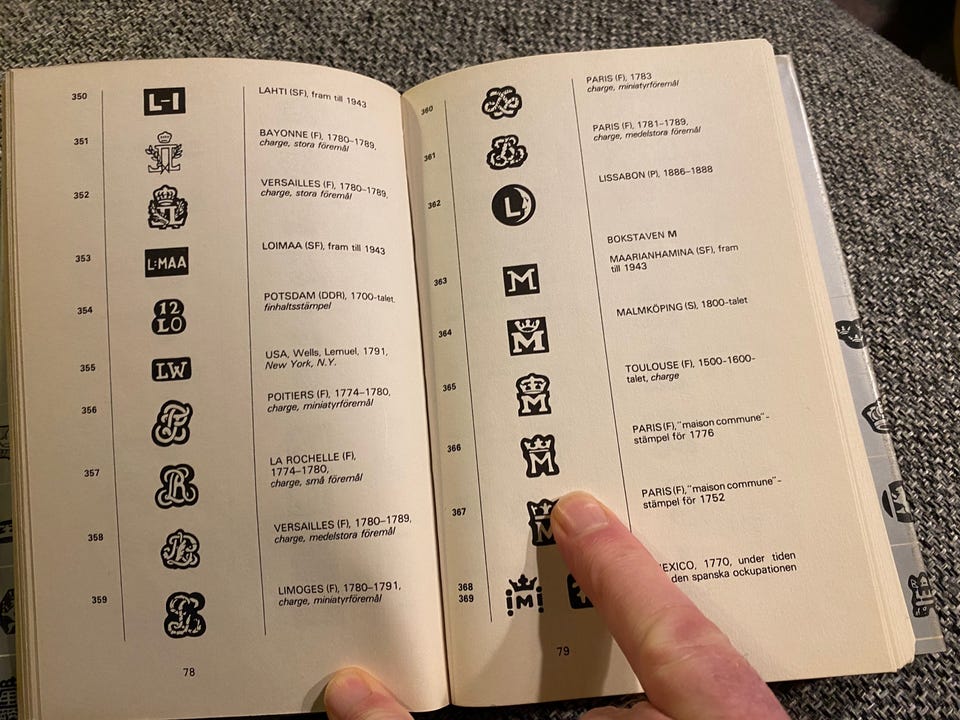 350
L-I
LAHTI (SF), fram till 1943
351
BAYONNE (F), 1780–1789,
charge, stora föremål
352
VERSAILLES (F), 1780–1789,
charge, stora föremål
353
L:MAA
LOIMAA (SF), fram till 1943
354
12
LO
POTSDAM (DDR), 1700-talet.
finhaltsstämpel
355
LW
USA, Wells, Lemuel, 1791,
New York, N.Y.
356
POITIERS (F), 1774–1780,
charge, miniatyrföremål
357
LA ROCHELLE (F),
1774–1780,
charge, små föremål
358
VERSAILLES (F), 1780–1789,
charge, medelstora föremål
359
LIMOGES (F), 1780–1791,
charge, miniatyrföremål
78
360
PARIS (F), 1783
charge, miniatyrföremål
361
PARIS (F), 1781–1789,
charge, medelstora föremål
362
L
LISSABON (P), 1886–1888
BOKSTAVEN M
363
M
MAARIANHAMINA (SF), fram
till 1943
364
M
MALMKÖPING (S), 1800-talet
365
M
TOULOUSE (F), 1500-1600-
talet, charge
366
M
PARIS(F),"maison commune"-
stämpel för 1776
367
PARIS(F),"maison commune"-
stämpel för 1752
368
369
M
1770, under tiden
den spanska ockupationen
79